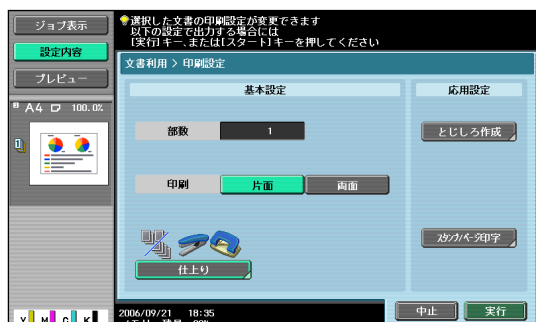 ジョブ表示
設定内容
プレビュー
A4 100.0%
選択した文書の印刷設定が変更できます
以下の設定で出力する場合には
[実行]キー、または[スタート]キーを押してください
文書利用 > 印刷設定
基本設定
応用設定
部数 1
とじしろ作成
印刷 片面 両面
スタンプ/ページ印字
仕上り
2006/09/21 18:35
中止 実行
Y M C K